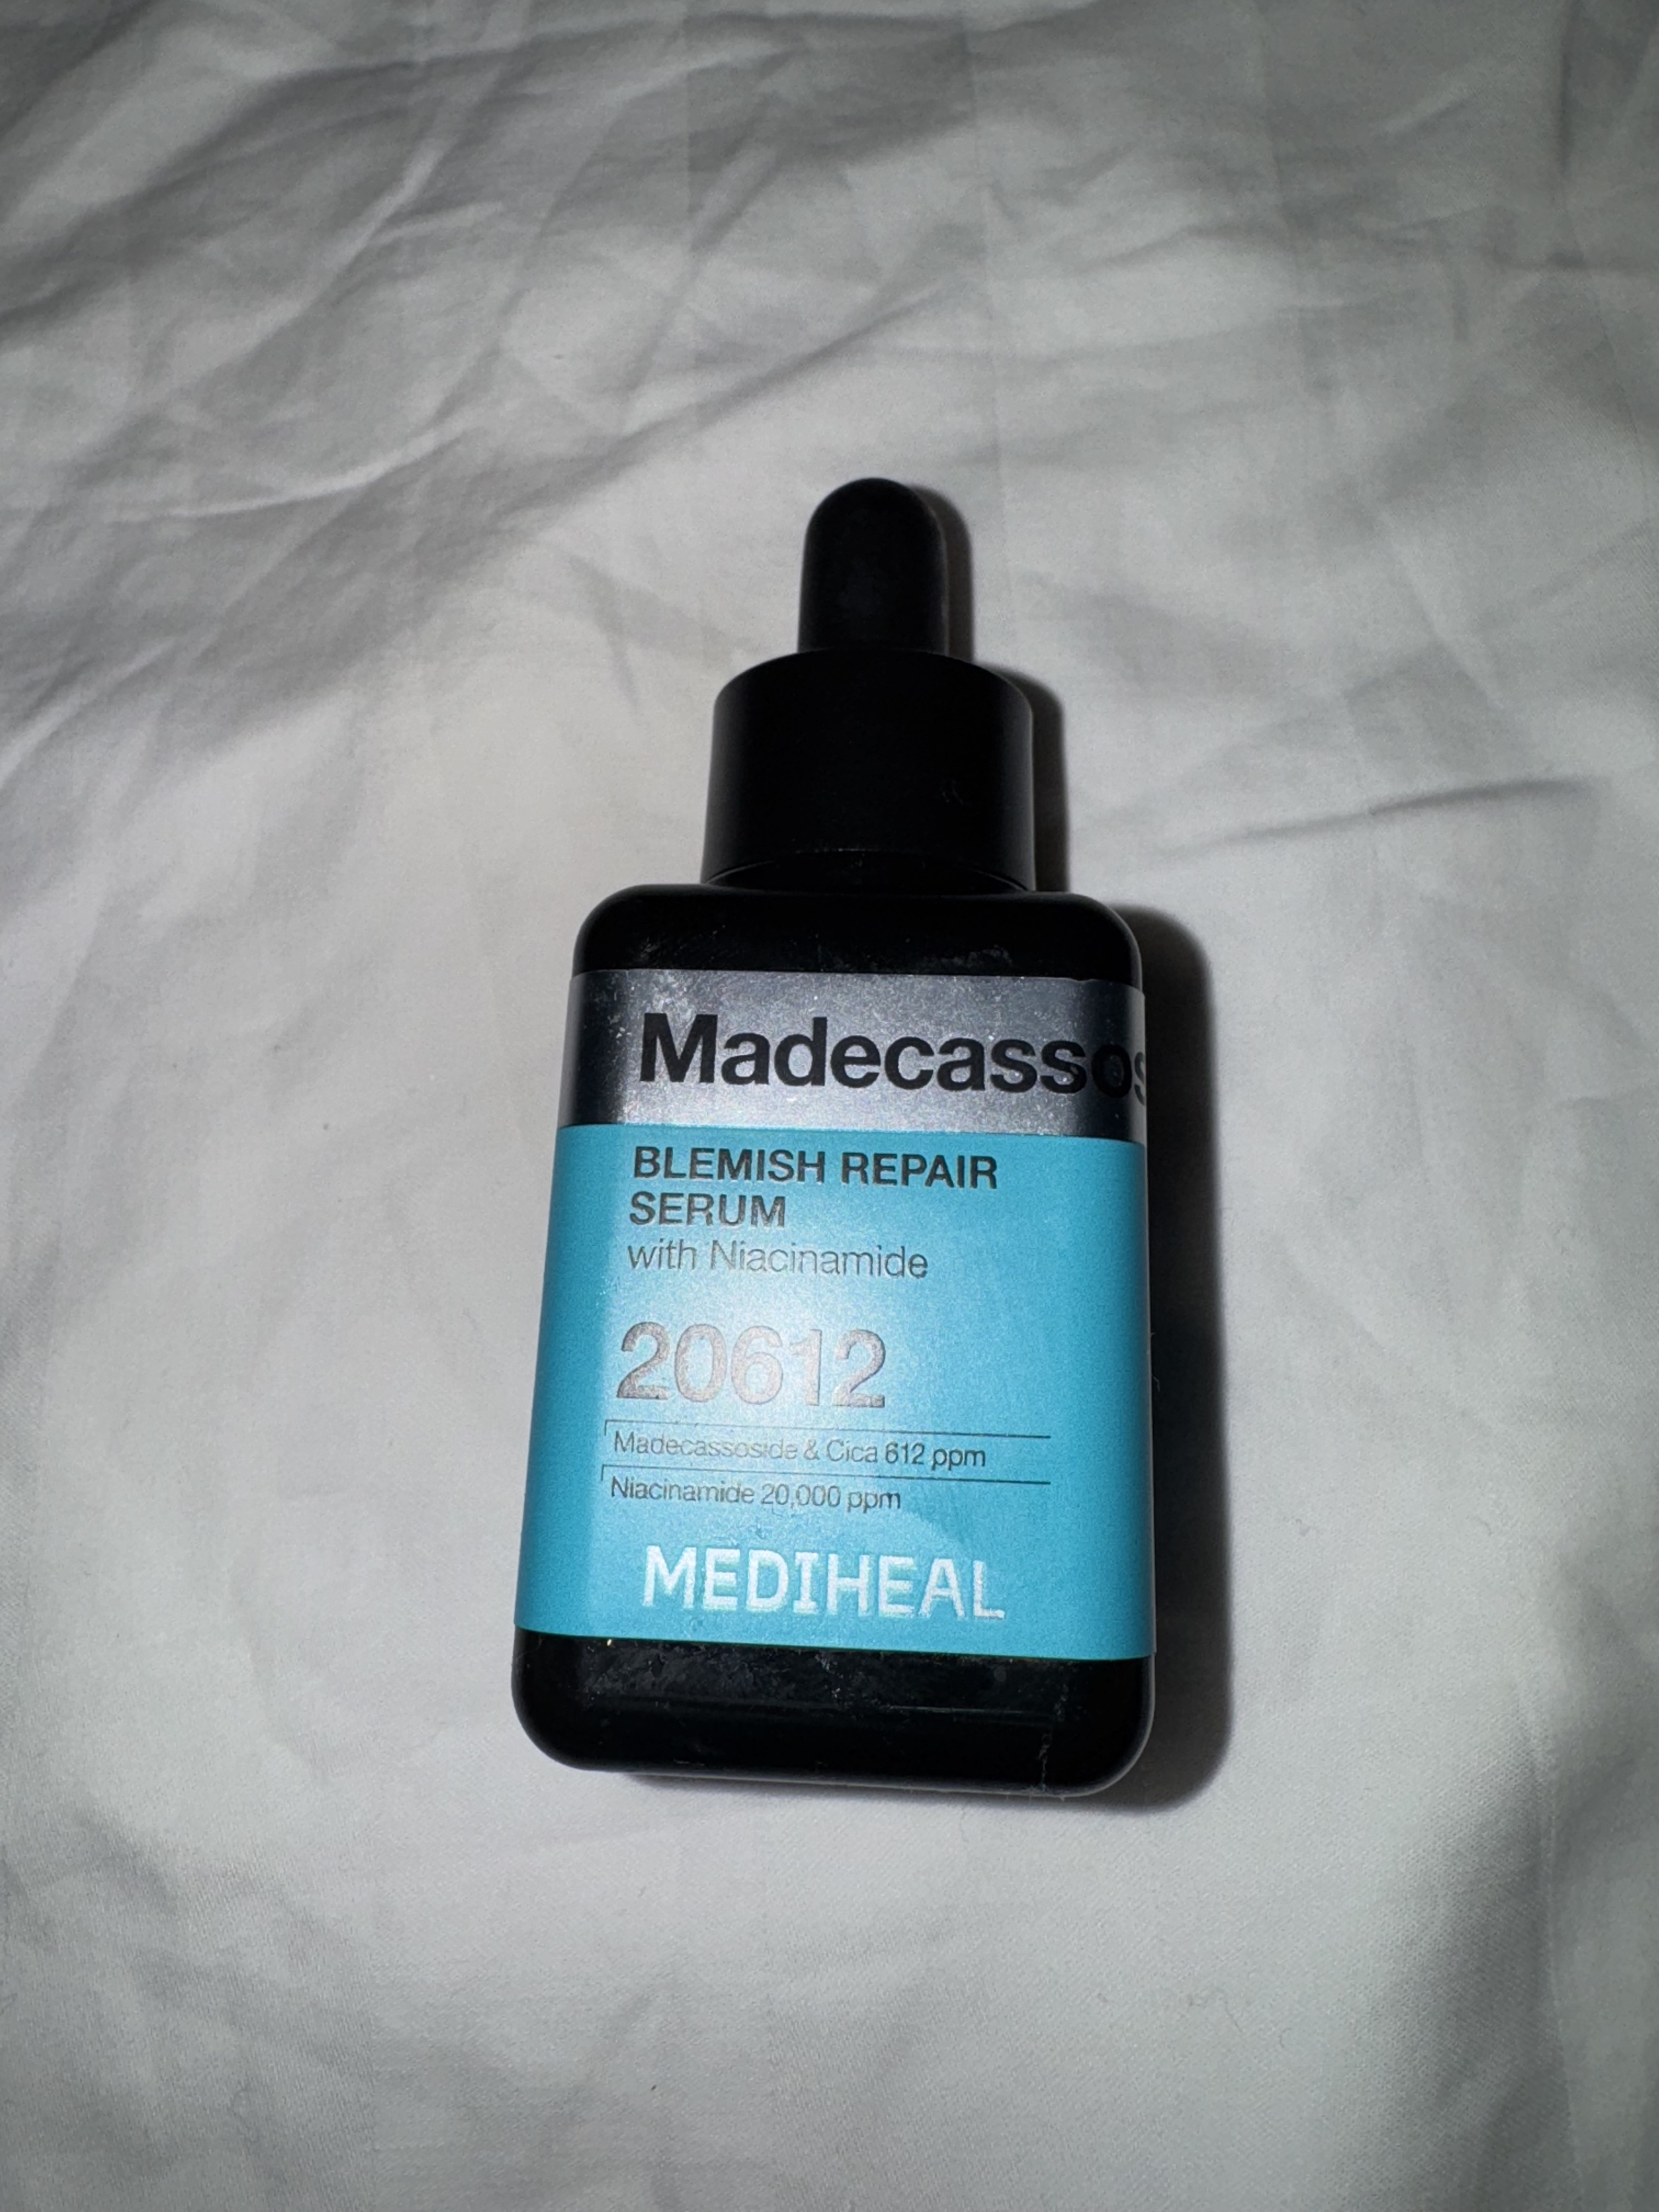 Madecassos
BLEMISH REPAIR
SERUM
with Niacinamide
20612
Madecassoside & Cica 612 ppm
Niacinamide 20,000 ppm
MEDIHEAL